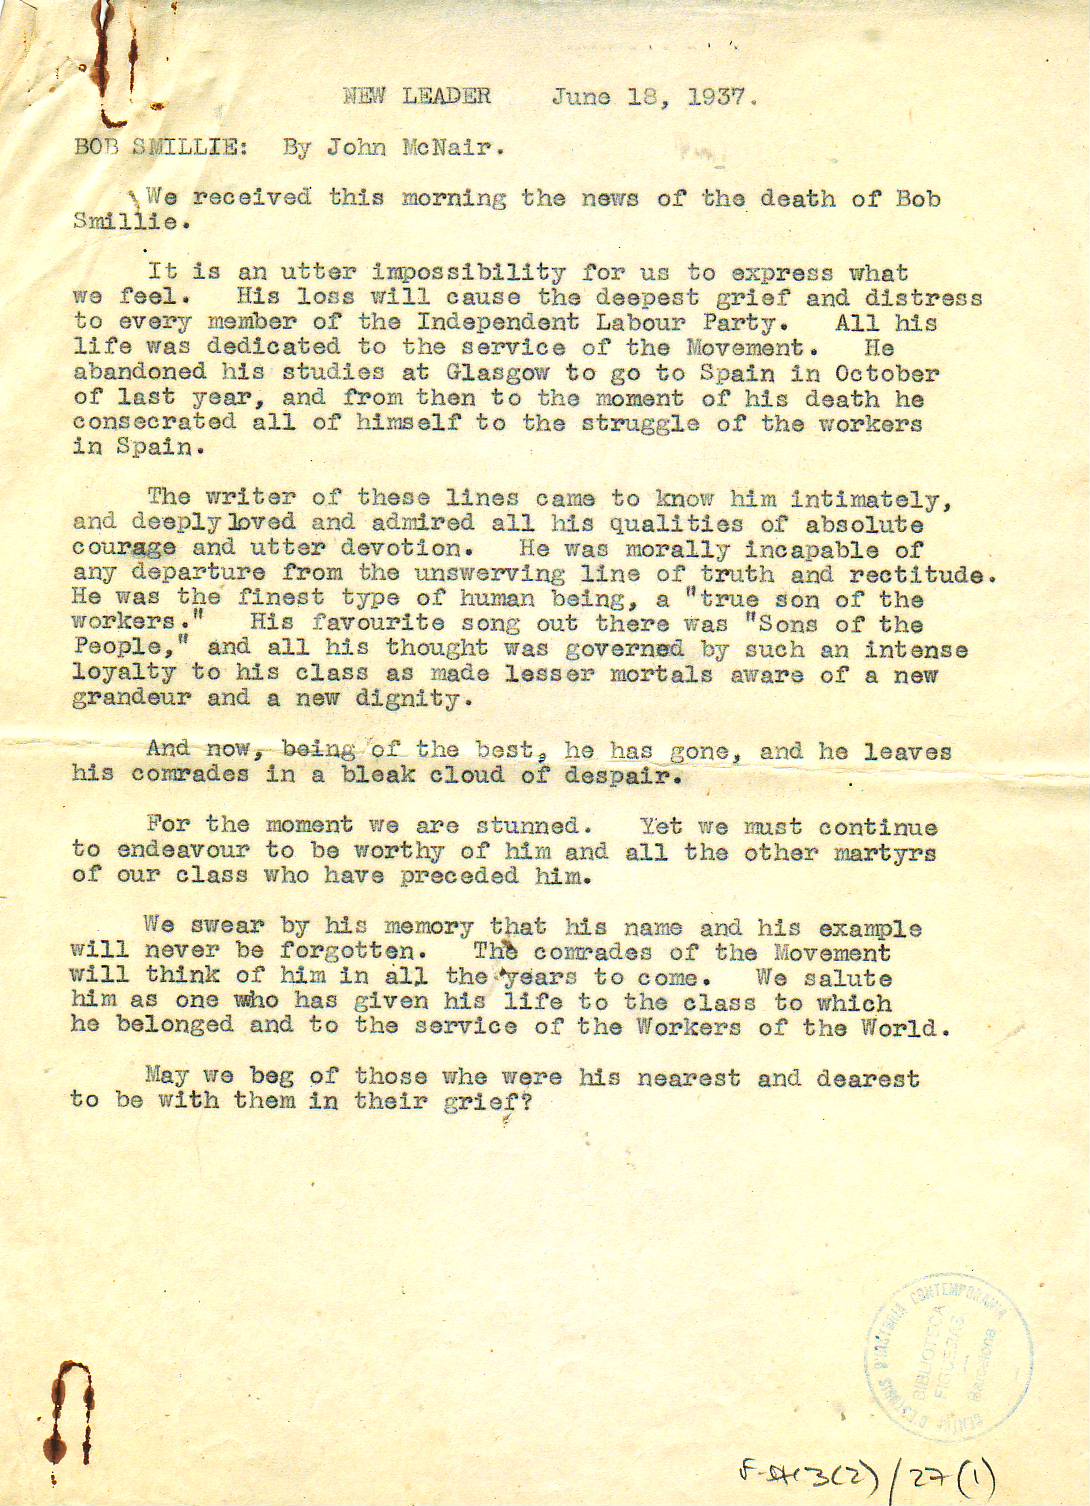 NEW LEADER June 18, 1937.
BOB SMILLIE: By John McNair.
We received this morning the news of the death of Bob
Smillie.
It is an utter impossibility for us to express what
we feel. His loss will cause the deepest grief and distress
to every member of the Independent Labour Party. All his
life was dedicated to the service of the Movement. He
abandoned his studies at Glasgow to go to Spain in October
of last year, and from then to the moment of his death he
consecrated all of himself to the struggle of the workers
in Spain.
The writer of these lines came to know him intimately,
and deeply loved and admired all his qualities of absolute
courage and utter devotion. He was morally incapable of
any departure from the unswerving line of truth and rectitude.
He was the finest type of human being, a "true son of the
workers." His favourite song out there was "Sons of the
People," and all his thought was governed by such an intense
loyalty to his class as made lesser mortals aware of a new
grandeur and a new dignity.
And now, being of the best, he has gone, and he leaves
his comrades in a bleak cloud of despair.
For the moment we are stunned. Yet we must continue
to endeavour to be worthy of him and all the other martyrs
of our class who have preceded him.
We swear by his memory that his name and his example
will never be forgotten. The comrades of the Movement
will think of him in all the years to come. We salute
him as one who has given his life to the class to which
he belonged and to the service of the Workers of the World.
May we beg of those whe were his nearest and dearest
to be with them in their grief?
CENTRE D'ESTUDIS D'HISTORIA CONTEMPORANIA
BIBLIOTECA
FIGUERAS
Barcelona
3(2)/27(1)